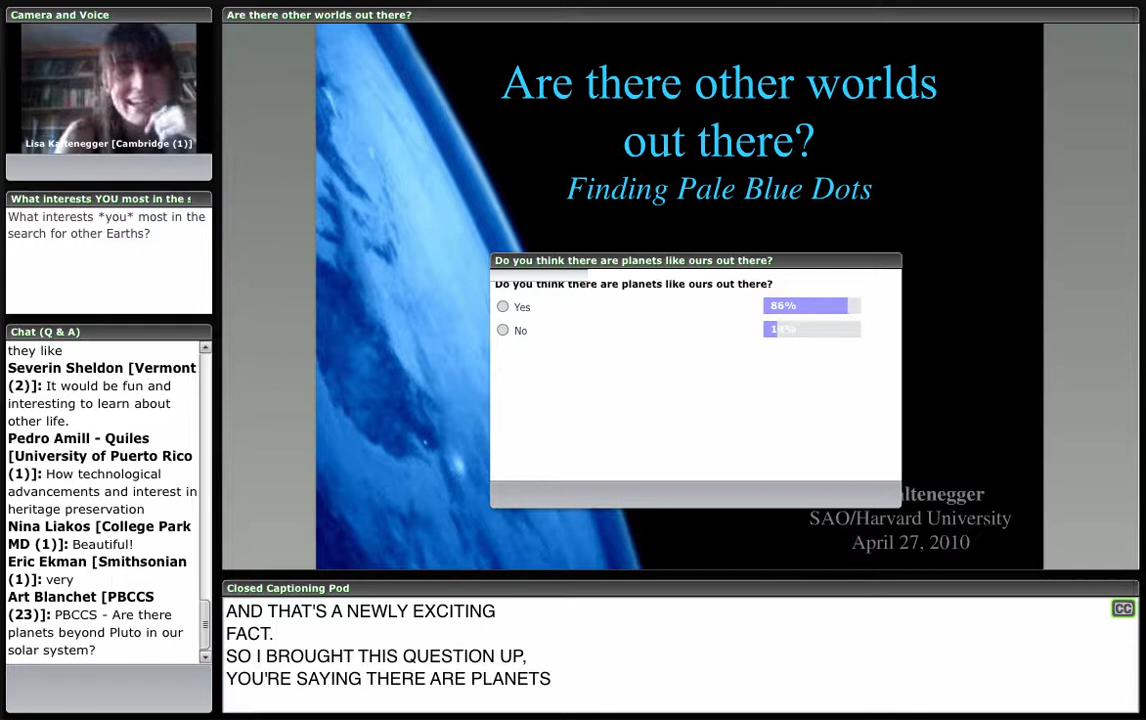 Camera and Voice
Lisa Kaltenegger [Cambridge (1)]
What interests YOU most in the s
What interests *you* most in the
search for other Earths?
Chat (Q & A)
they like
Severin Sheldon [Vermont
(2)]: It would be fun and
interesting to learn about
other life.
Pedro Amill - Quiles
[University of Puerto Rico
(1)]: How technological
advancements and interest in
heritage preservation
Nina Liakos [College Park
MD (1)]: Beautiful!
Eric Ekman [Smithsonian
(1)]: very
Art Blanchet [PBCCS
(23)]: PBCCS - Are there
planets beyond Pluto in our
solar system?
Are there other worlds out there?
Are there other worlds
out there?
Finding Pale Blue Dots
Do you think there are planets like ours out there?
Do you think there are planets like ours out there?
Yes
86%
No
altenegger
SAO/Harvard University
April 27, 2010
Closed Captioning Pod
CC
AND THAT'S A NEWLY EXCITING
FACT.
SO I BROUGHT THIS QUESTION UP,
YOU'RE SAYING THERE ARE PLANETS